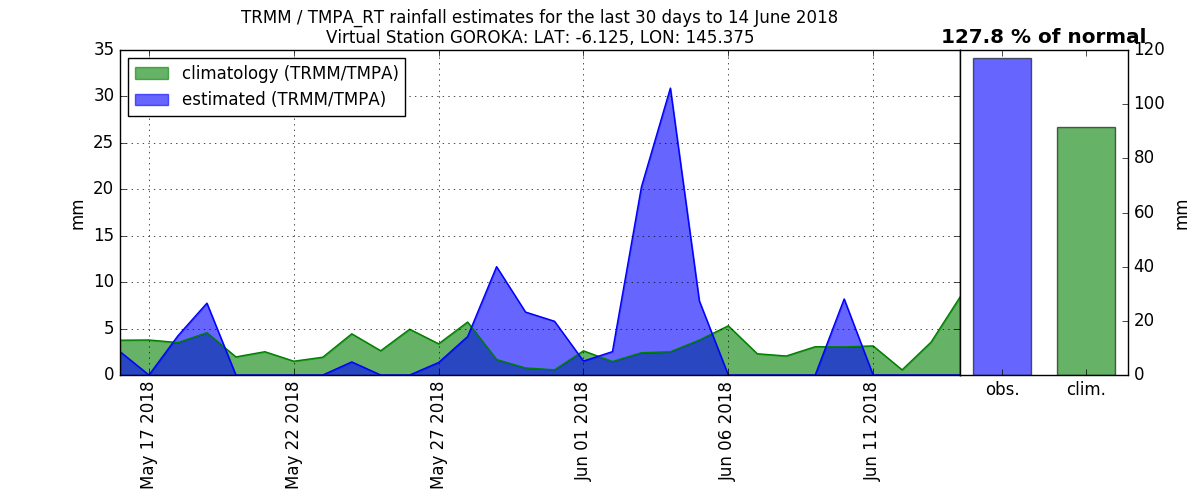 TRMM / TMPA_RT rainfall estimates for the last 30 days to 14 June 2018
Virtual Station GOROKA: LAT: -6.125, LON: 145.375
127.8 % of normal
climatology (TRMM/TMPA)
estimated (TRMM/TMPA)
35
30
25
20
15
10
5
0
mm
May 17 2018
May 22 2018
May 27 2018
Jun 01 2018
Jun 06 2018
Jun 11 2018
120
100
80
60
40
20
0
mm
obs.
clim.